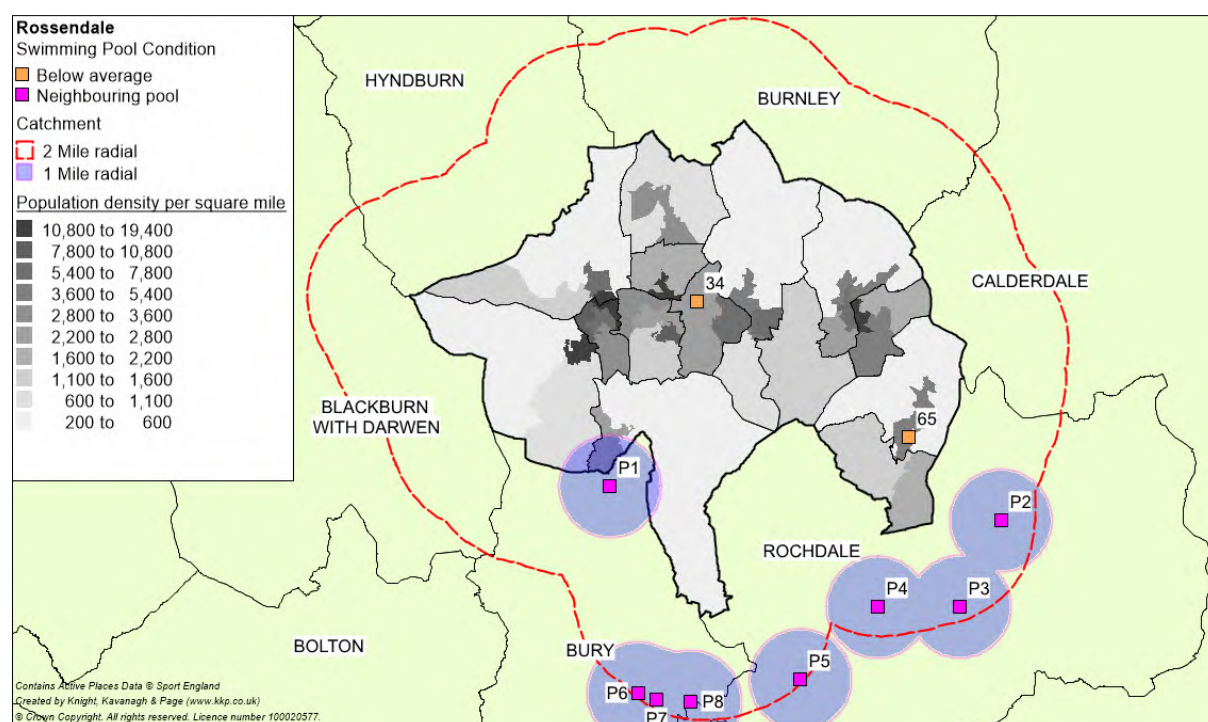 Rossendale
Swimming Pool Condition
Below average
Neighbouring pool
Catchment
2 Mile radial
1 Mile radial
Population density per square mile
10,800 to 19,400
7,800 to 10,800
5,400 to 7,800
3,600 to 5,400
2,800 to 3,600
2,200 to 2,800
1,600 to 2,200
1,100 to 1,600
600 to 1,100
200 to 600
HYNDBURN
BURNLEY
CALDERDALE
34
BLACKBURN
WITH DARWEN
65
P1
P2
ROCHDALE
P4
P3
BOLTON
BURY
P5
P6
P7
P8
Contains Active Places Data © Sport England
Created by Knight, Kavanagh & Page (www.kkp.co.uk)
© Crown Copyright. All rights reserved. Licence number 100020577.